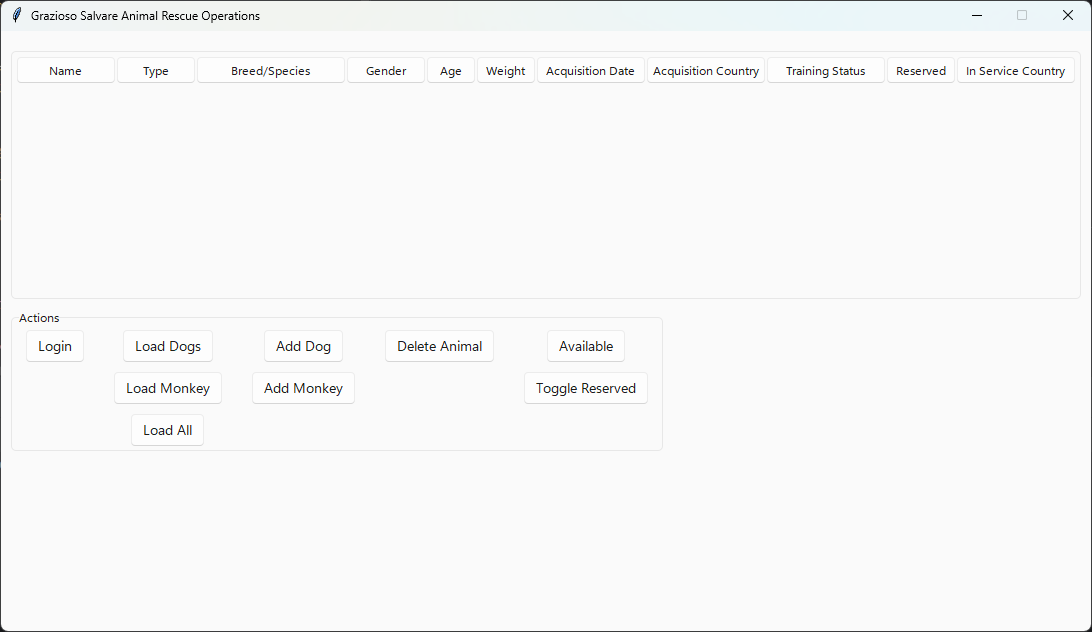 Grazioso Salvare Animal Rescue Operations
Name Type Breed/Species Gender Age Weight Acquisition Date Acquisition Country Training Status Reserved In Service Country
Actions
Login Load Dogs Add Dog Delete Animal Available
Load Monkey Add Monkey Toggle Reserved
Load All